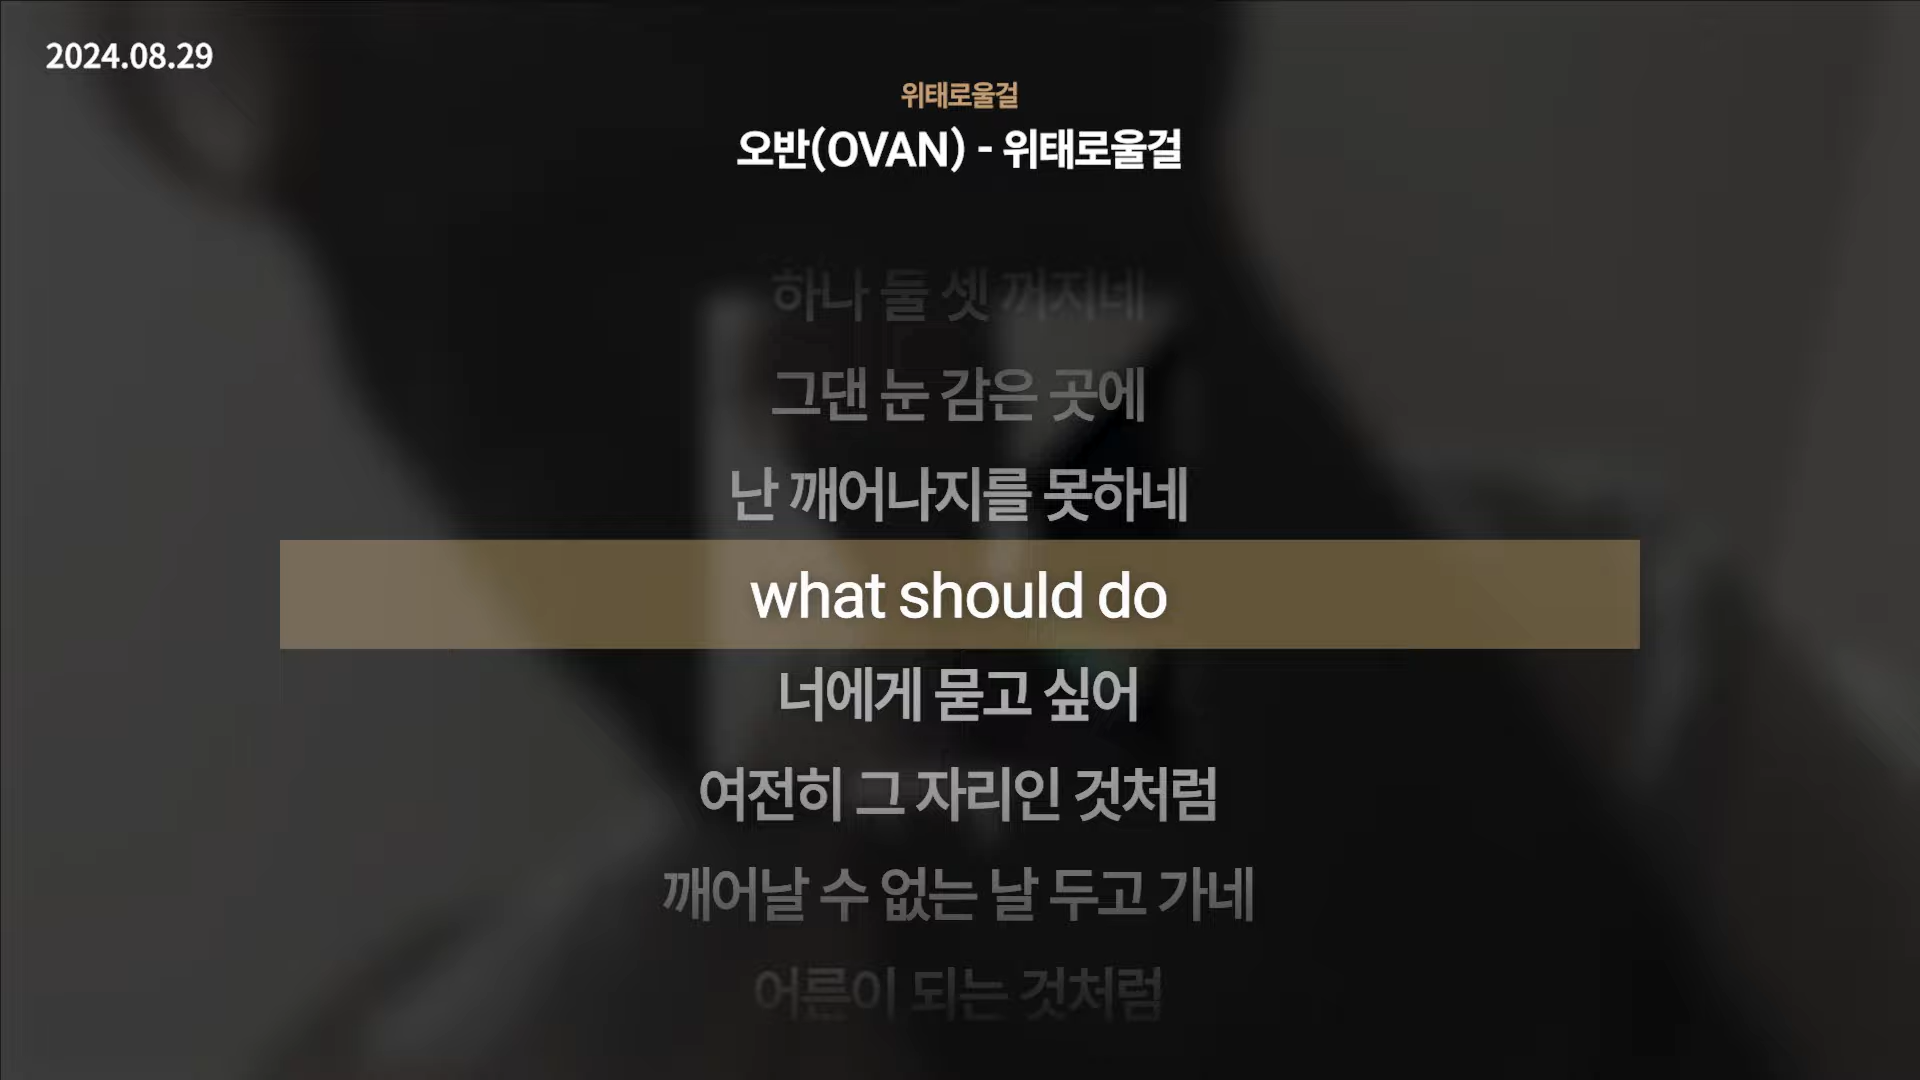 2024.08.29
위태로울걸
오반(OVAN) - 위태로울걸
하나 둘 셋 꺼지네
그댄 눈 감은 곳에
난 깨어나지를 못하네
what should do
너에게 묻고 싶어
여전히 그 자리인 것처럼
깨어날 수 없는 날 두고 가네
어른이 되는 것처럼